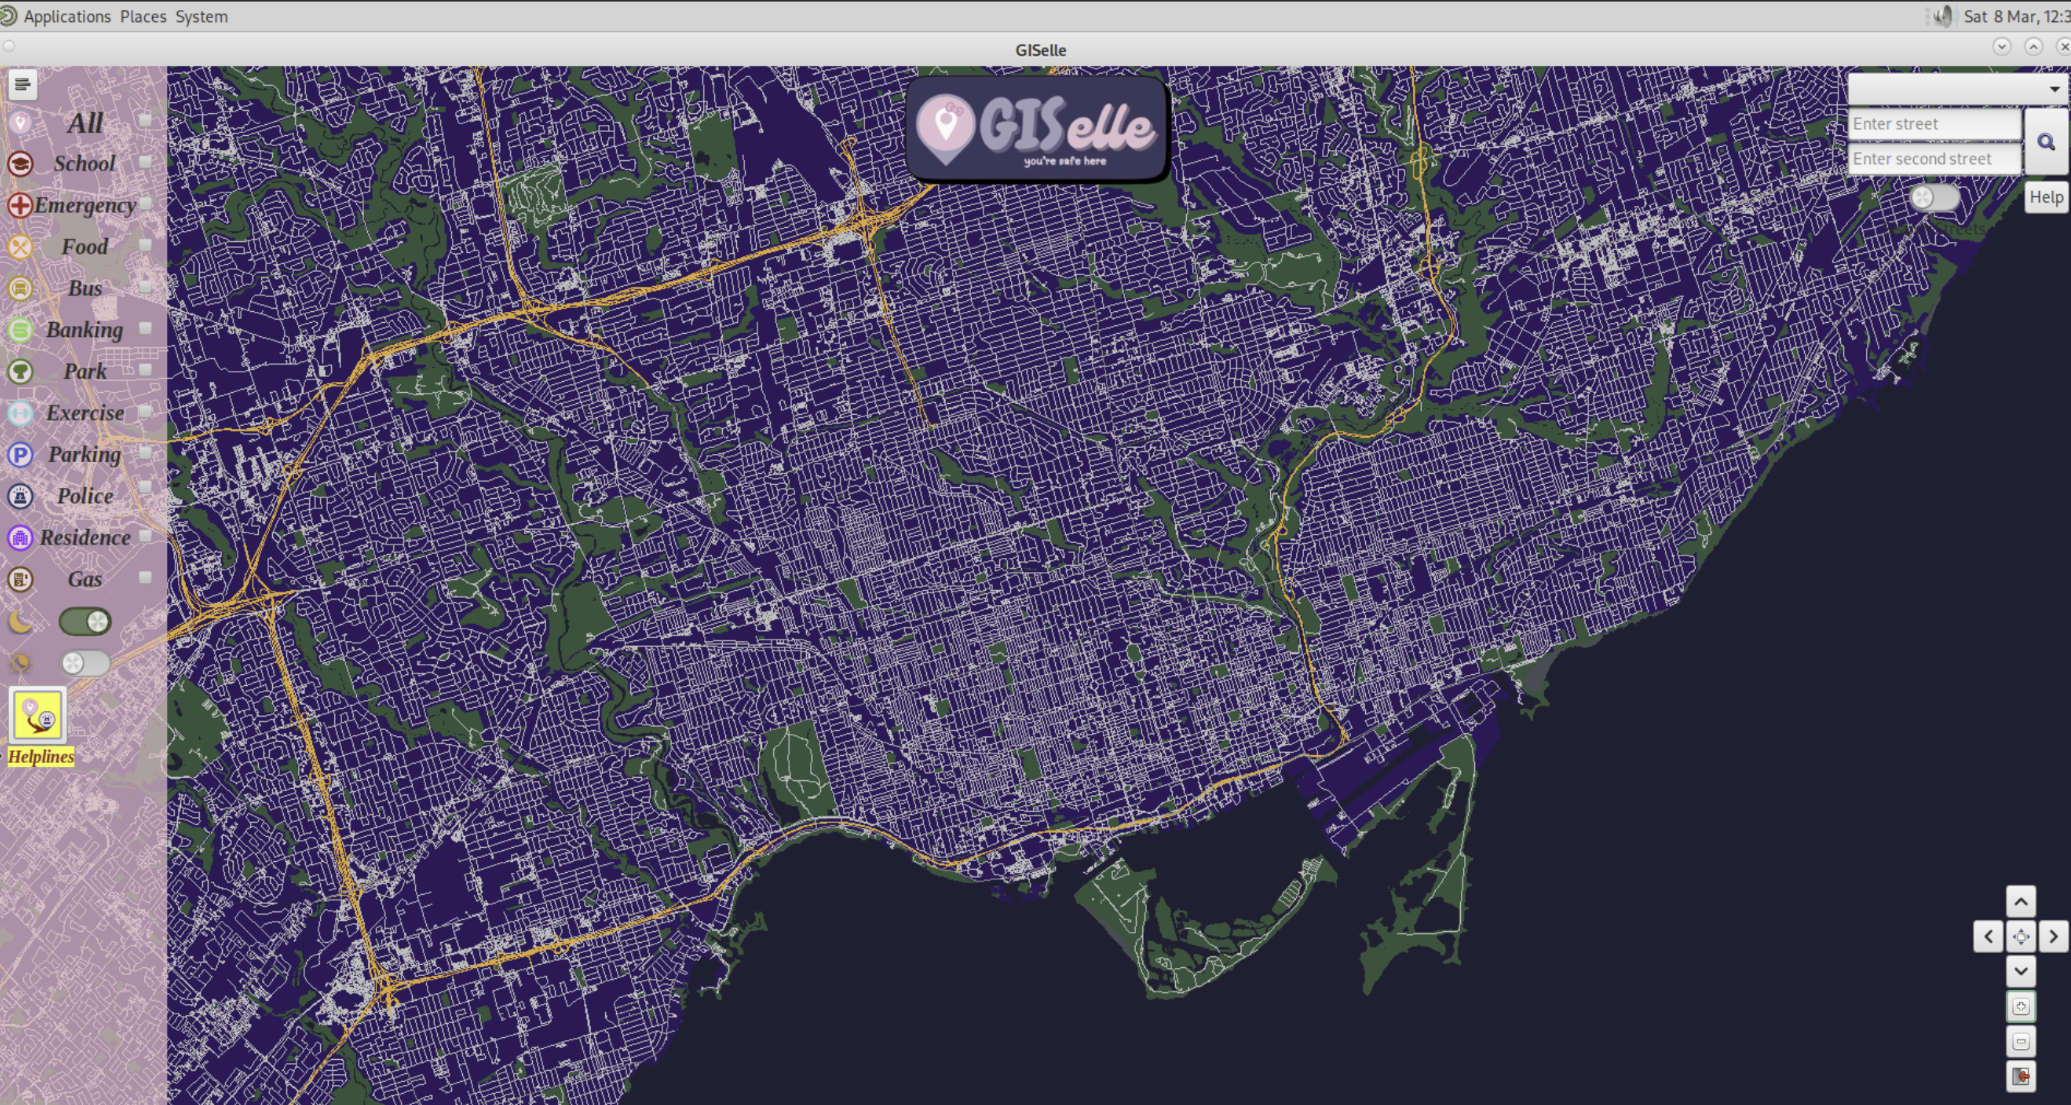 Applications Places System
Sat 8 Mar, 12:3
GISelle
GISelle
you're safe here
All
School
Emergency
Food
Bus
Banking
Park
Exercise
P Parking
Police
Residence
Gas
Helplines
Enter street
Enter second street
Help